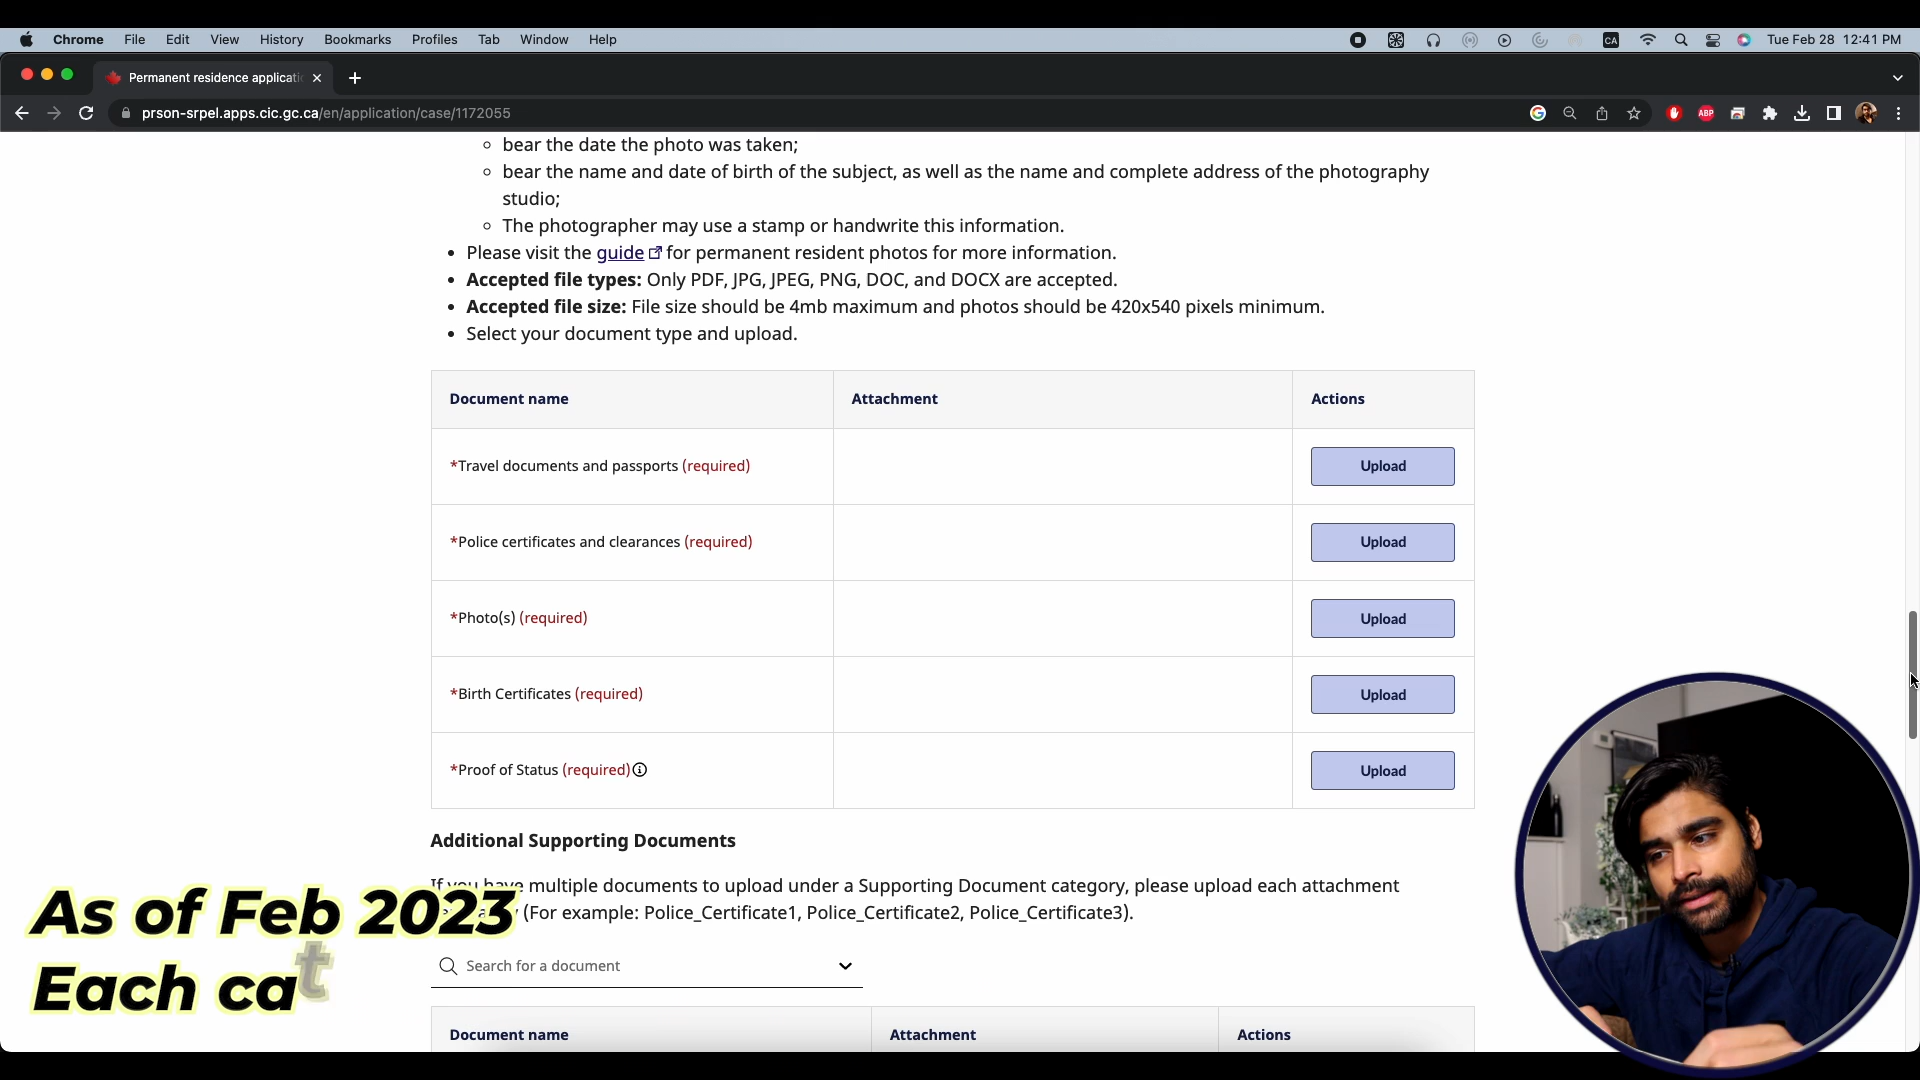 Chrome File Edit View History Bookmarks Profiles Tab Window Help CA Tue Feb 28 12:41 PM
Permanent residence applicati
prson-srpel.apps.cic.gc.ca/en/application/case/1172055 ABP
bear the date the photo was taken;
bear the name and date of birth of the subject, as well as the name and complete address of the photography
studio;
The photographer may use a stamp or handwrite this information.
Please visit the guide for permanent resident photos for more information.
Accepted file types: Only PDF, JPG, JPEG, PNG, DOC, and DOCX are accepted.
Accepted file size: File size should be 4mb maximum and photos should be 420x540 pixels minimum.
Select your document type and upload.
Document name Attachment Actions
*Travel documents and passports (required) Upload
*Police certificates and clearances (required) Upload
*Photo(s) (required) Upload
*Birth Certificates (required) Upload
*Proof of Status (required) Upload
Additional Supporting Documents
If you have multiple documents to upload under a Supporting Document category, please upload each attachment
(For example: Police_Certificate1, Police_Certificate2, Police_Certificate3).
Search for a document
Document name Attachment Actions
As of Feb 2023
Each cat